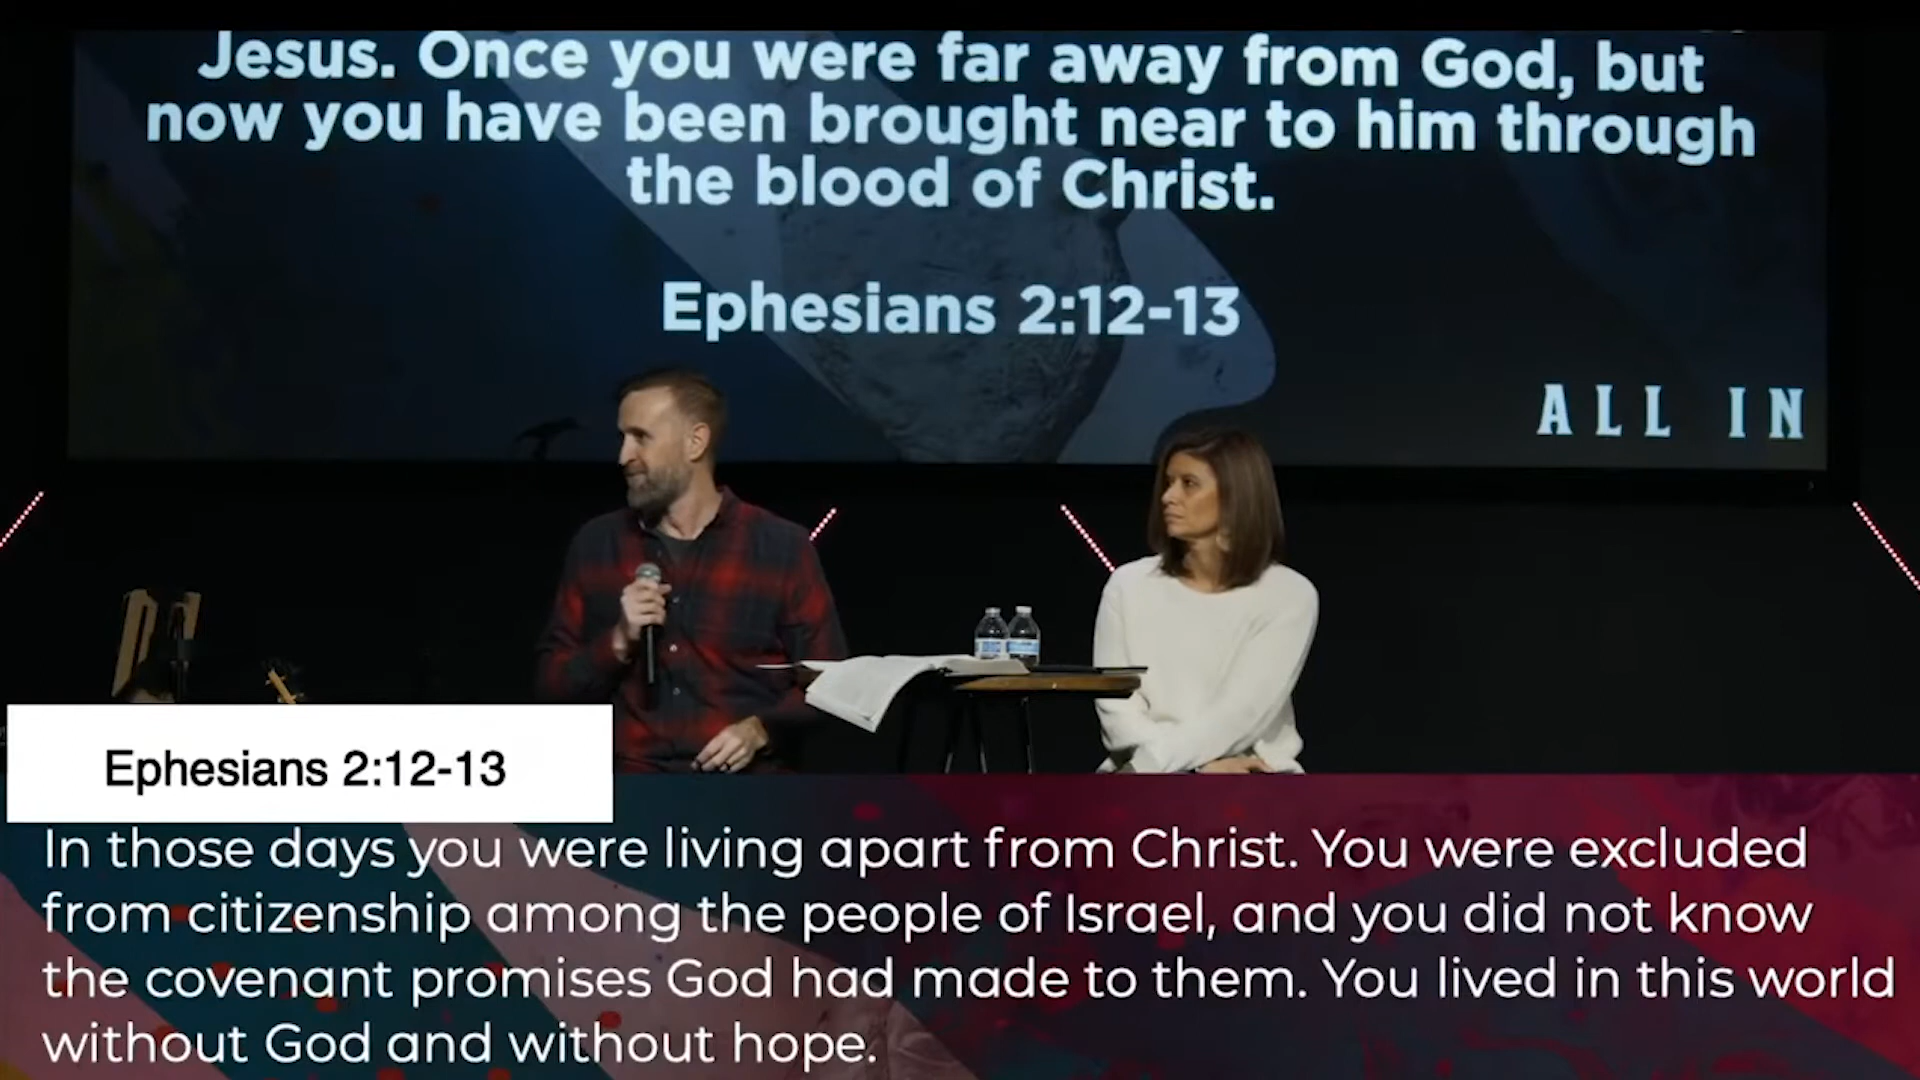 Jesus. Once you were far away from God, but
now you have been brought near to him through
the blood of Christ.
Ephesians 2:12-13
ALL IN
Ephesians 2:12-13
In those days you were living apart from Christ. You were excluded
from citizenship among the people of Israel, and you did not know
the covenant promises God had made to them. You lived in this world
without God and without hope.